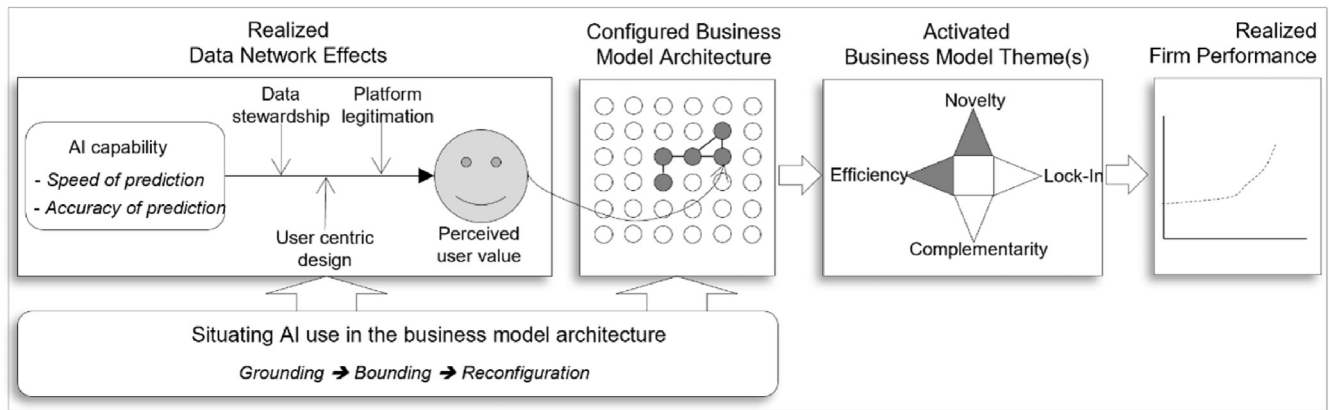 Realized
Data Network Effects
Data
stewardship
Platform
legitimation
AI capability
- Speed of prediction
- Accuracy of prediction
User centric
design
Perceived
user value
Configured Business
Model Architecture
Activated
Business Model Theme(s)
Novelty
Efficiency
Lock-In
Complementarity
Realized
Firm Performance
Situating AI use in the business model architecture
Grounding ➔ Bounding ➔ Reconfiguration